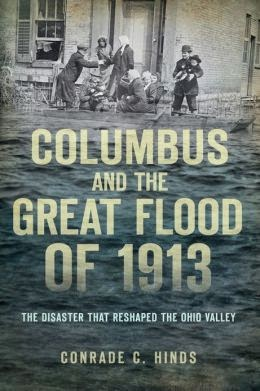 COLUMBUS
AND THE
GREAT FLOOD
OF 1913
THE DISASTER THAT RESHAPED THE OHIO VALLEY
CONRADE C. HINDS